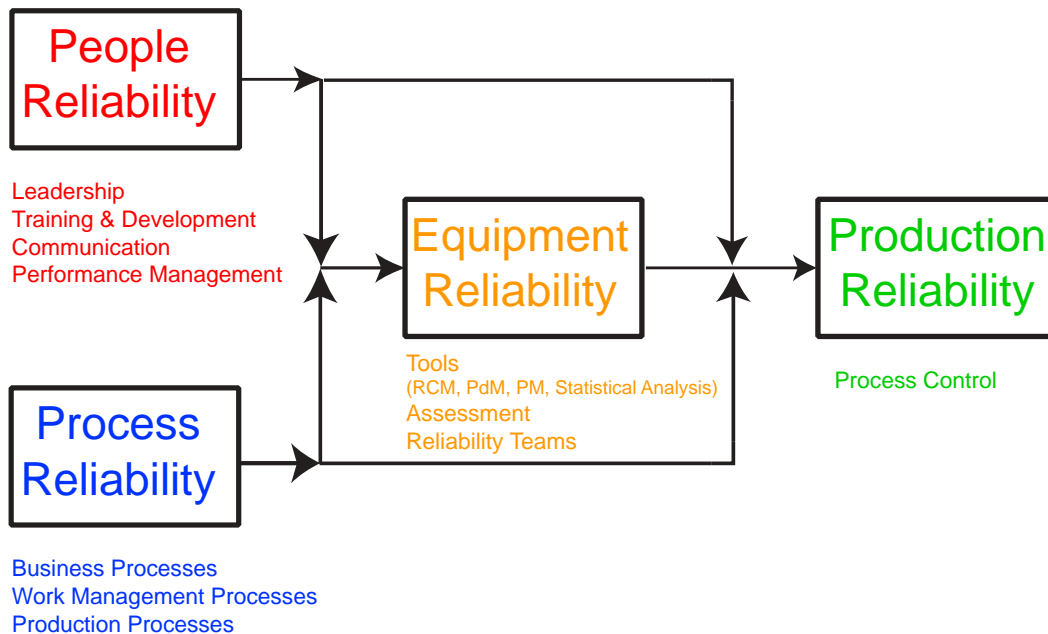 People
Reliability
Leadership
Training & Development
Communication
Performance Management
Equipment
Reliability
Tools
(RCM, PdM, PM, Statistical Analysis)
Assessment
Reliability Teams
Production
Reliability
Process Control
Process
Reliability
Business Processes
Work Management Processes
Production Processes